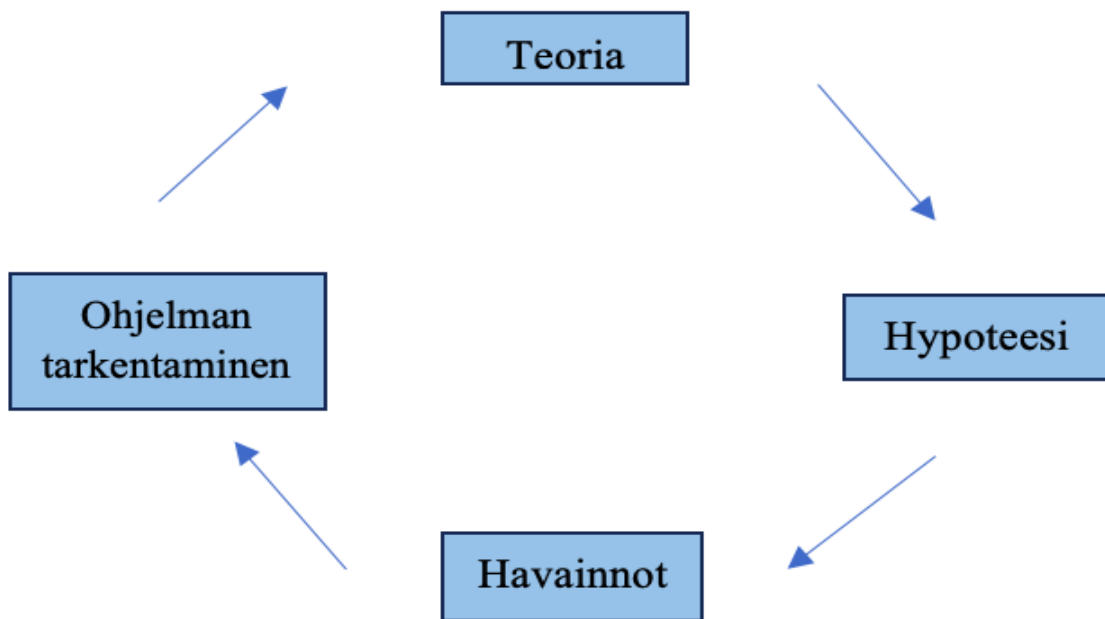 Teoria
Ohjelman
tarkentaminen
Hypoteesi
Havainnot